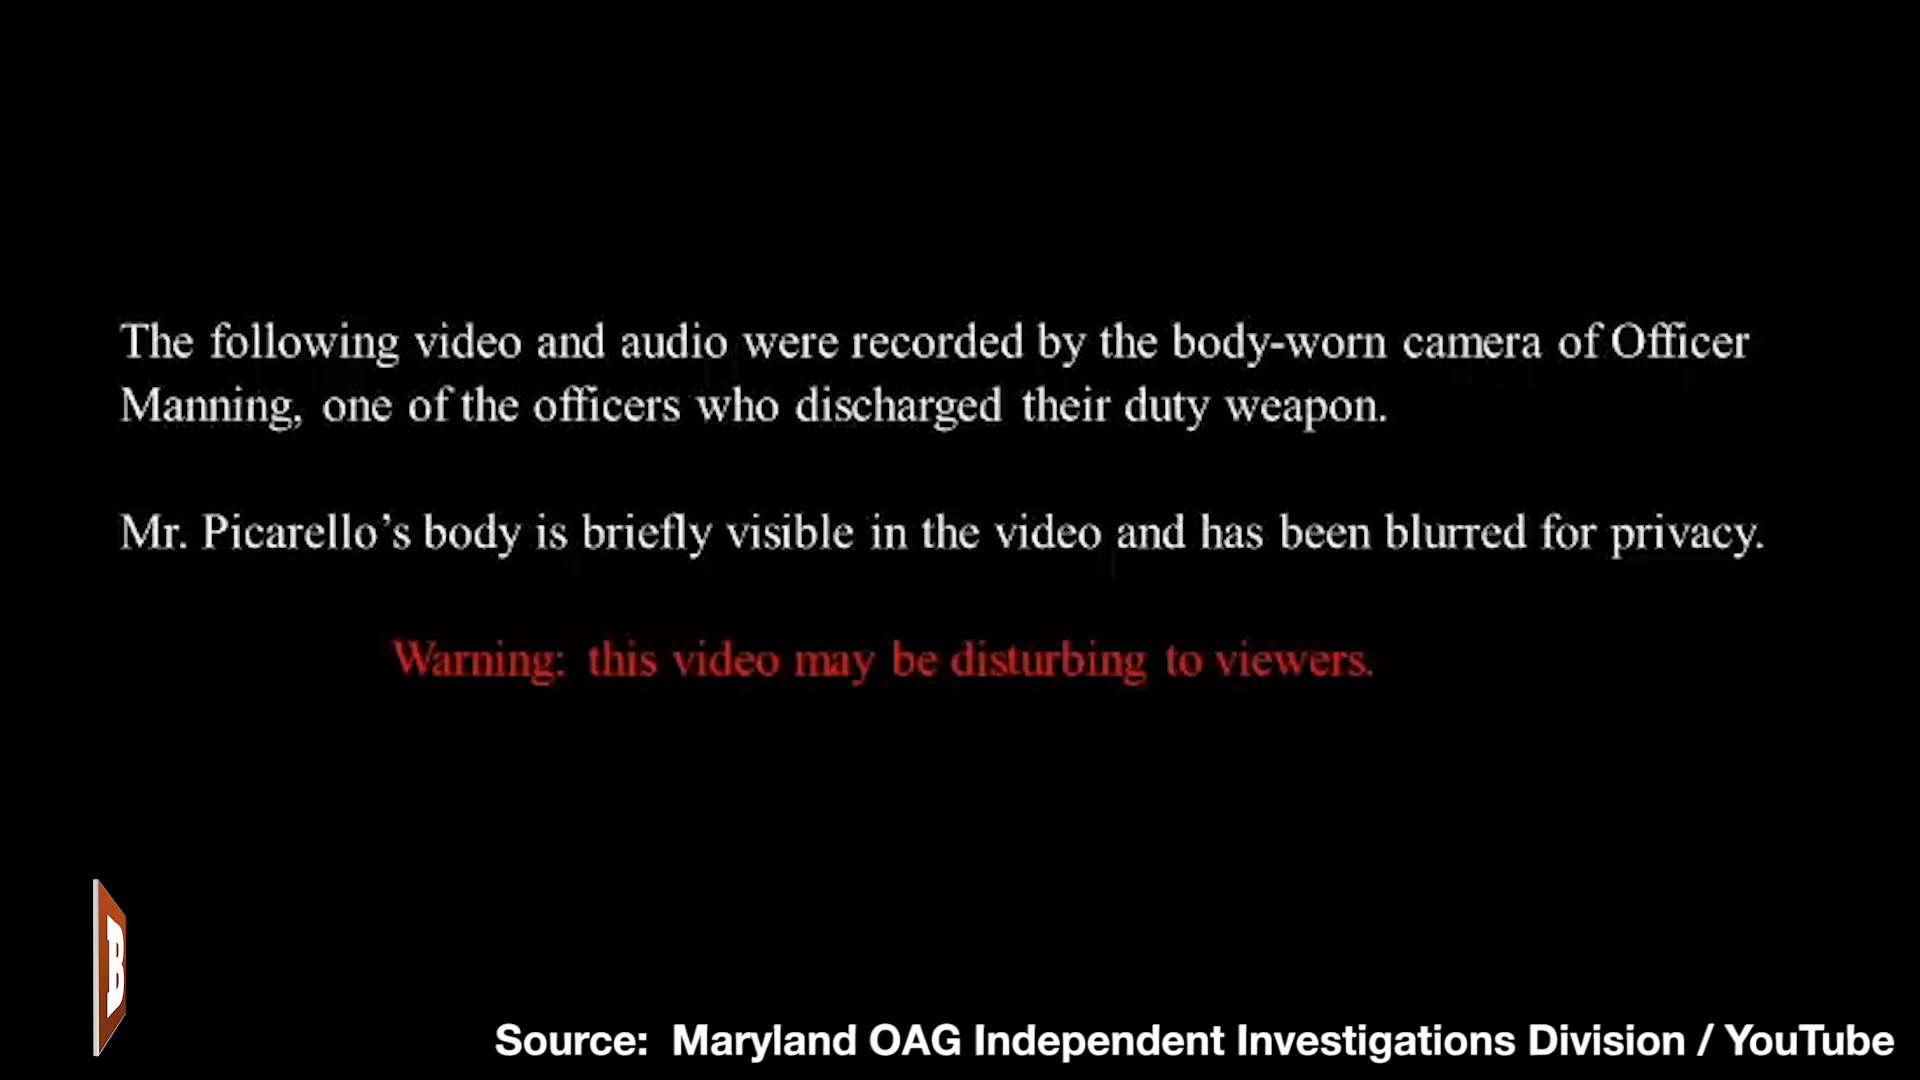 The following video and audio were recorded by the body-worn camera of Officer
Manning, one of the officers who discharged their duty weapon.
Mr. Picarello’s body is briefly visible in the video and has been blurred for privacy.
Warning: this video may be disturbing to viewers.
B
Source: Maryland OAG Independent Investigations Division / YouTube